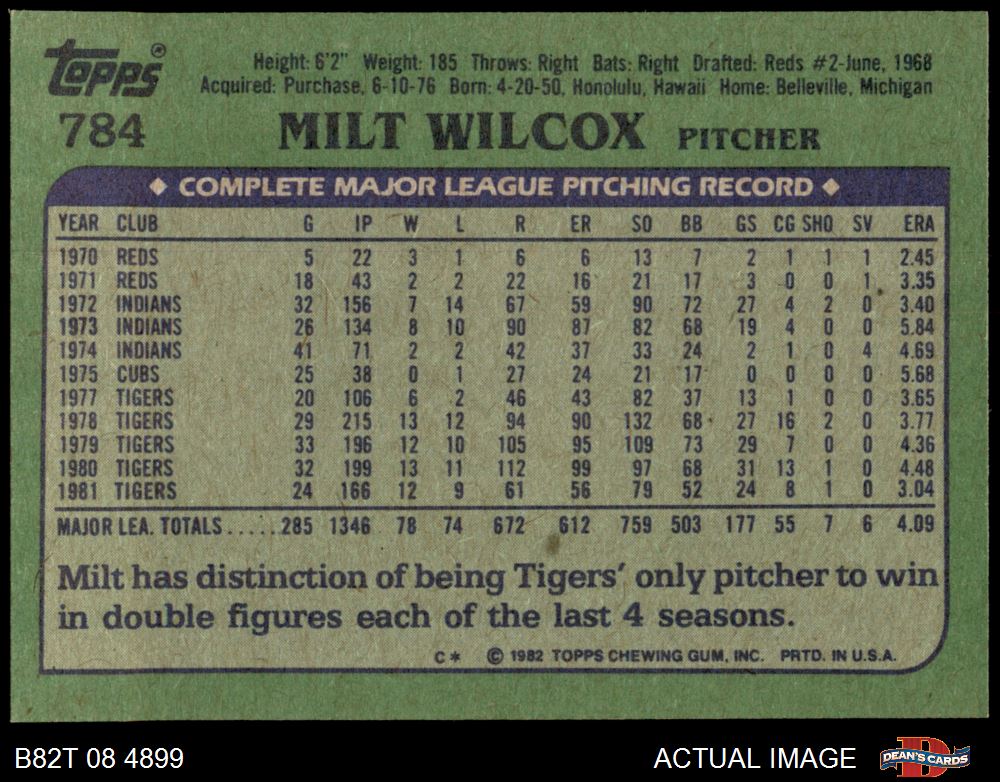 Topps®
Height: 6'2" Weight: 185 Throws: Right Bats: Right Drafted: Reds #2-June, 1968
Acquired: Purchase, 6-10-76 Born: 4-20-50, Honolulu, Hawaii Home: Belleville, Michigan
784 MILT WILCOX PITCHER
◆ COMPLETE MAJOR LEAGUE PITCHING RECORD ◆
YEAR CLUB G IP W L R ER SO BB GS CG SHO SV ERA
1970 REDS 5 22 3 1 6 6 13 7 2 1 1 1 2.45
1971 REDS 18 43 2 2 22 16 21 17 3 0 0 1 3.35
1972 INDIANS 32 156 7 14 67 59 90 72 27 4 2 0 3.40
1973 INDIANS 26 134 8 10 90 87 82 68 19 4 0 0 5.84
1974 INDIANS 41 71 2 2 42 37 33 24 2 1 0 4 4.69
1975 CUBS 25 38 0 1 27 24 21 17 0 0 0 0 5.68
1977 TIGERS 20 106 6 2 46 43 82 37 13 1 0 0 3.65
1978 TIGERS 29 215 13 12 94 90 132 68 27 16 2 0 3.77
1979 TIGERS 33 196 12 10 105 95 109 73 29 7 0 0 4.36
1980 TIGERS 32 199 13 11 112 99 97 68 31 13 1 0 4.48
1981 TIGERS 24 166 12 9 61 56 79 52 24 8 1 0 3.04
MAJOR LEA. TOTALS.....285 1346 78 74 672 612 759 503 177 55 7 6 4.09
Milt has distinction of being Tigers' only pitcher to win
in double figures each of the last 4 seasons.
C* © 1982 TOPPS CHEWING GUM, INC. PRTD. IN U.S.A.
B82T 08 4899 ACTUAL IMAGE DEAN'S CARDS